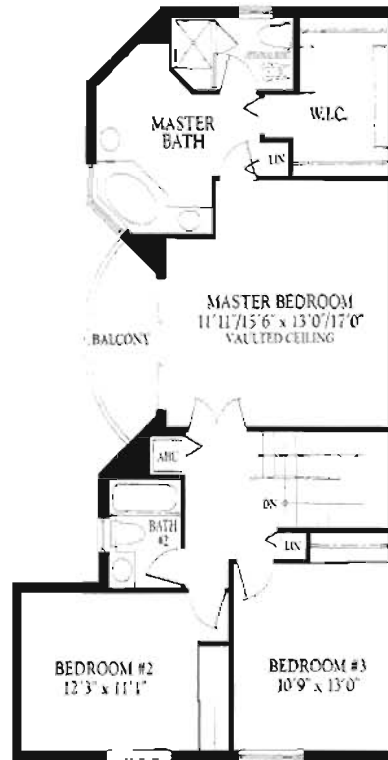 MASTER
BATH
W.I.C.
LIN
MASTER BEDROOM
11'11"/15'6" x 13'0"/17'0"
VAULTED CEILING
BALCONY
AHU
DN
BATH
#2
LIN
BEDROOM #2
12'3" x 11'1"
BEDROOM #3
10'9" x 13'0"